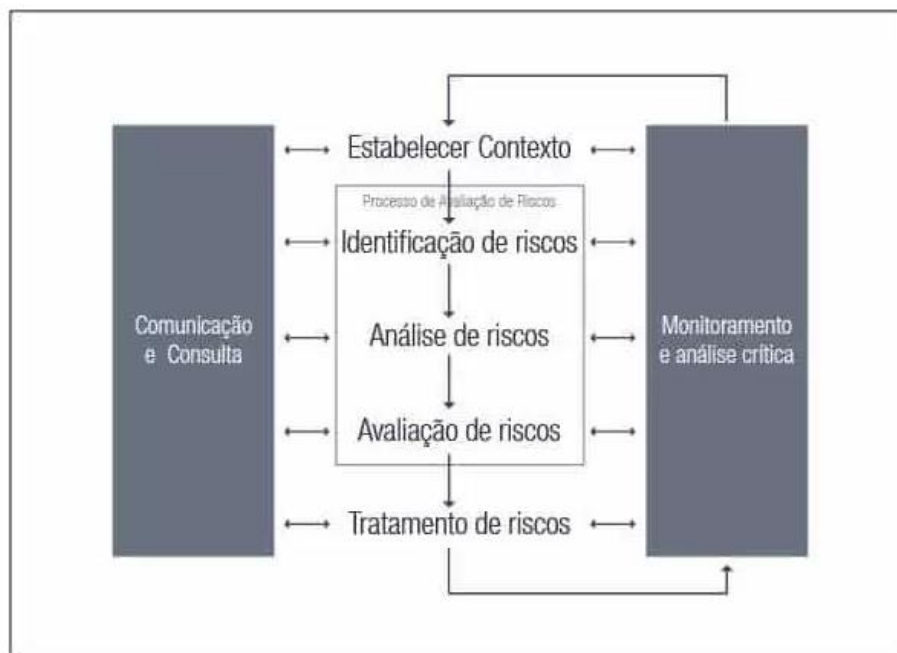 Estabelecer Contexto
Processo de Avaliação de Riscos
Identificação de riscos
Comunicação
e Consulta
Análise de riscos
Monitoramento
e análise crítica
Avaliação de riscos
Tratamento de riscos